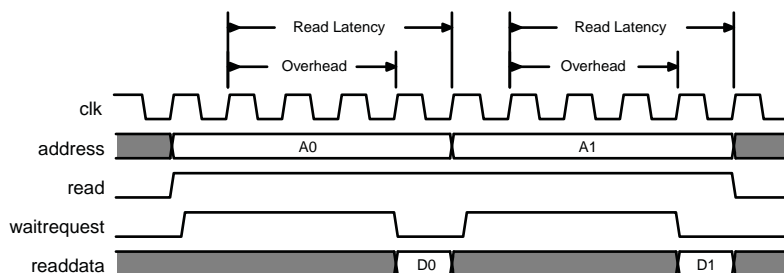 Read Latency Read Latency
Overhead Overhead
clk
address A0 A1
read
waitrequest
readdata D0 D1